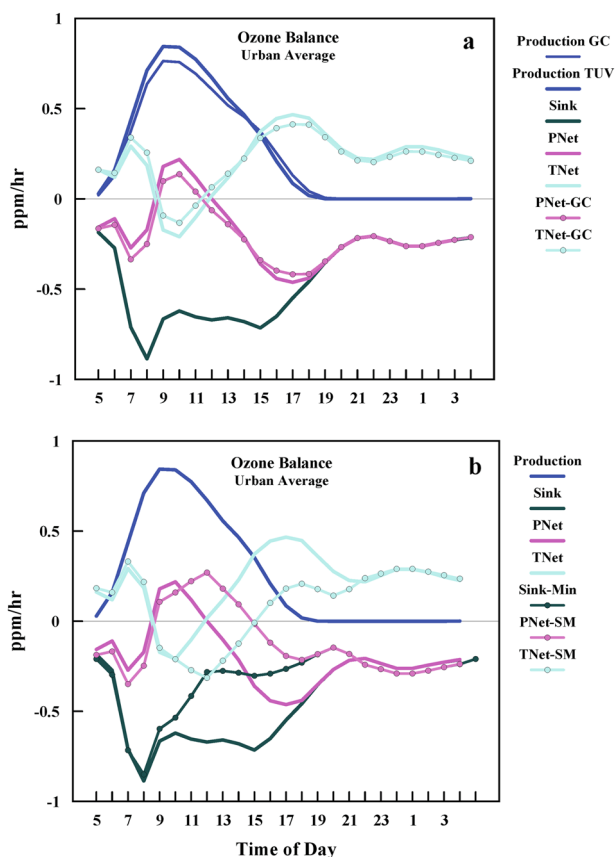 Ozone Balance
Urban Average
a
ppm/hr
1
0.5
0
-0.5
-1
5 7 9 11 13 15 17 19 21 23 1 3
Production GC
Production TUV
Sink
PNet
TNet
PNet-GC
TNet-GC
Ozone Balance
Urban Average
b
ppm/hr
1
0.5
0
-0.5
-1
5 7 9 11 13 15 17 19 21 23 1 3
Time of Day
Production
Sink
PNet
TNet
Sink-Min
PNet-SM
TNet-SM